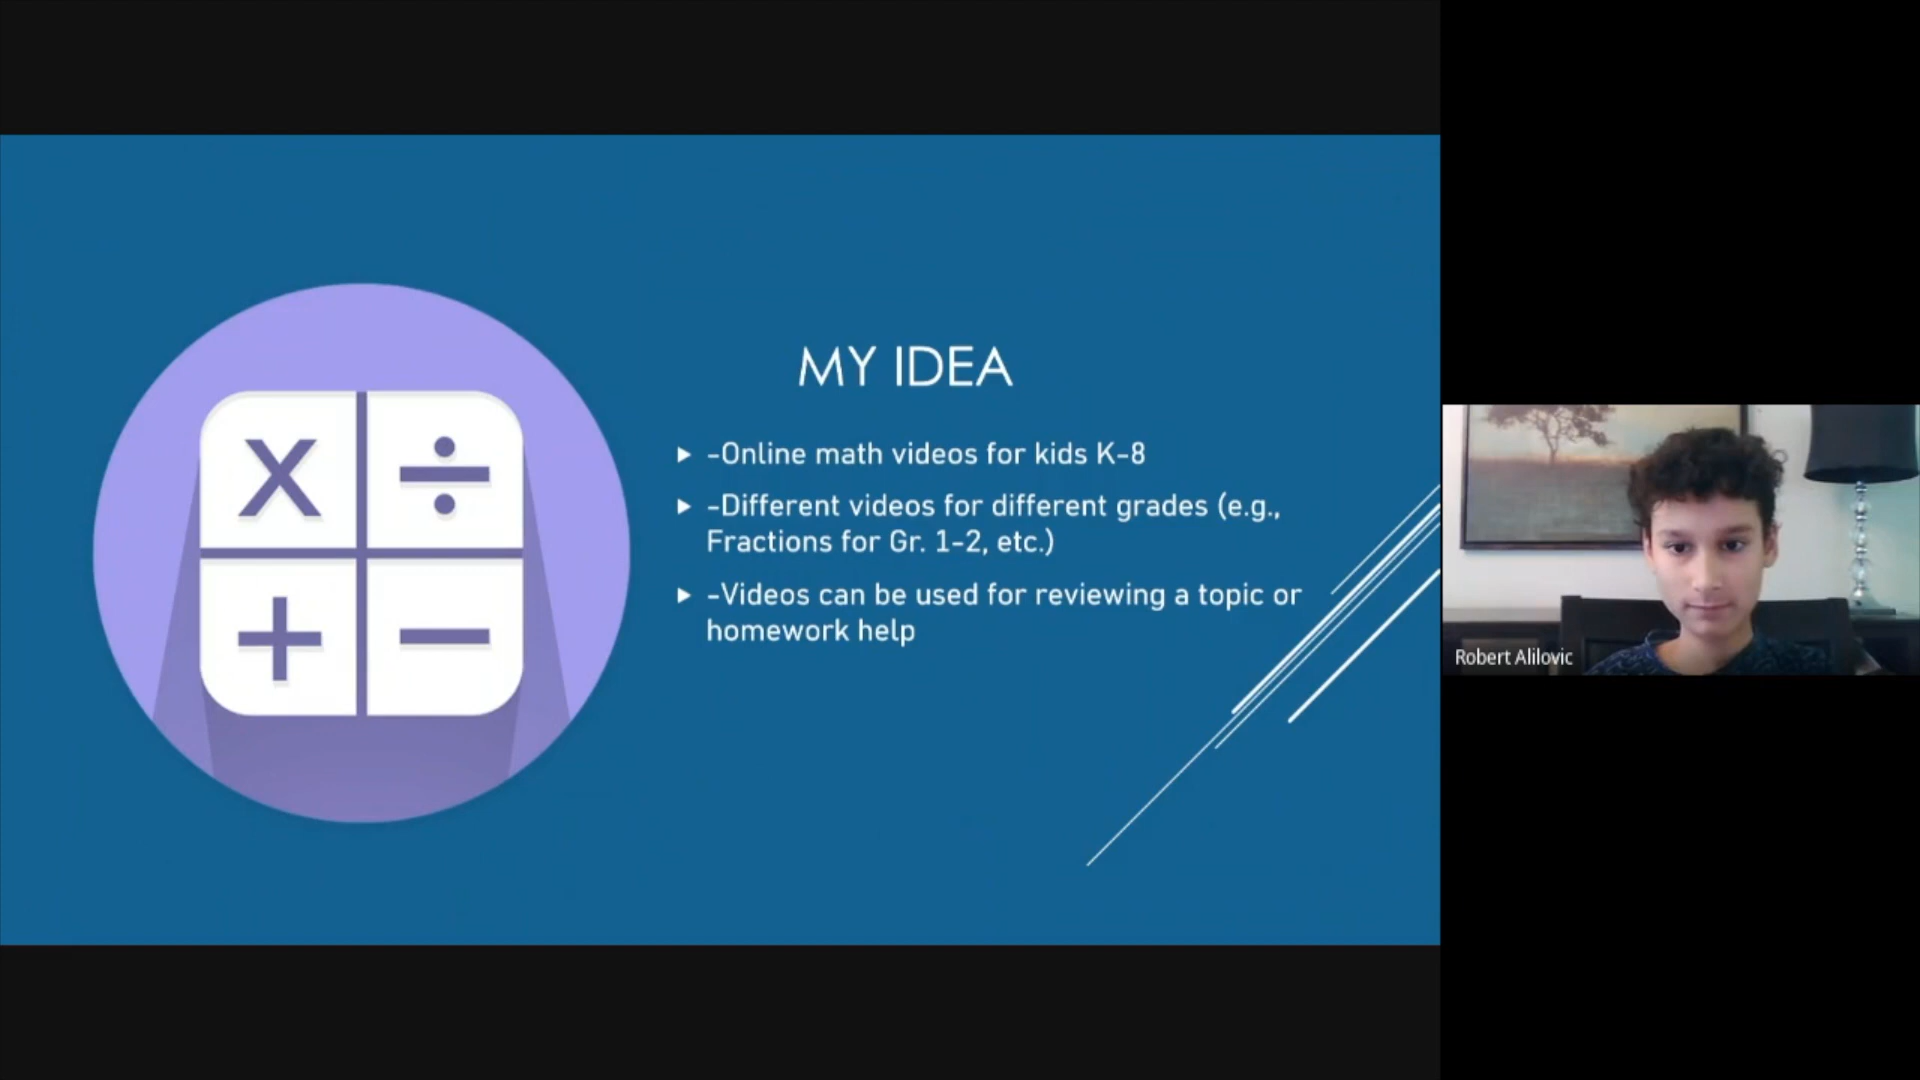 MY IDEA
-Online math videos for kids K-8
-Different videos for different grades (e.g.,
Fractions for Gr. 1-2, etc.)
-Videos can be used for reviewing a topic or
homework help
Robert Alilovic